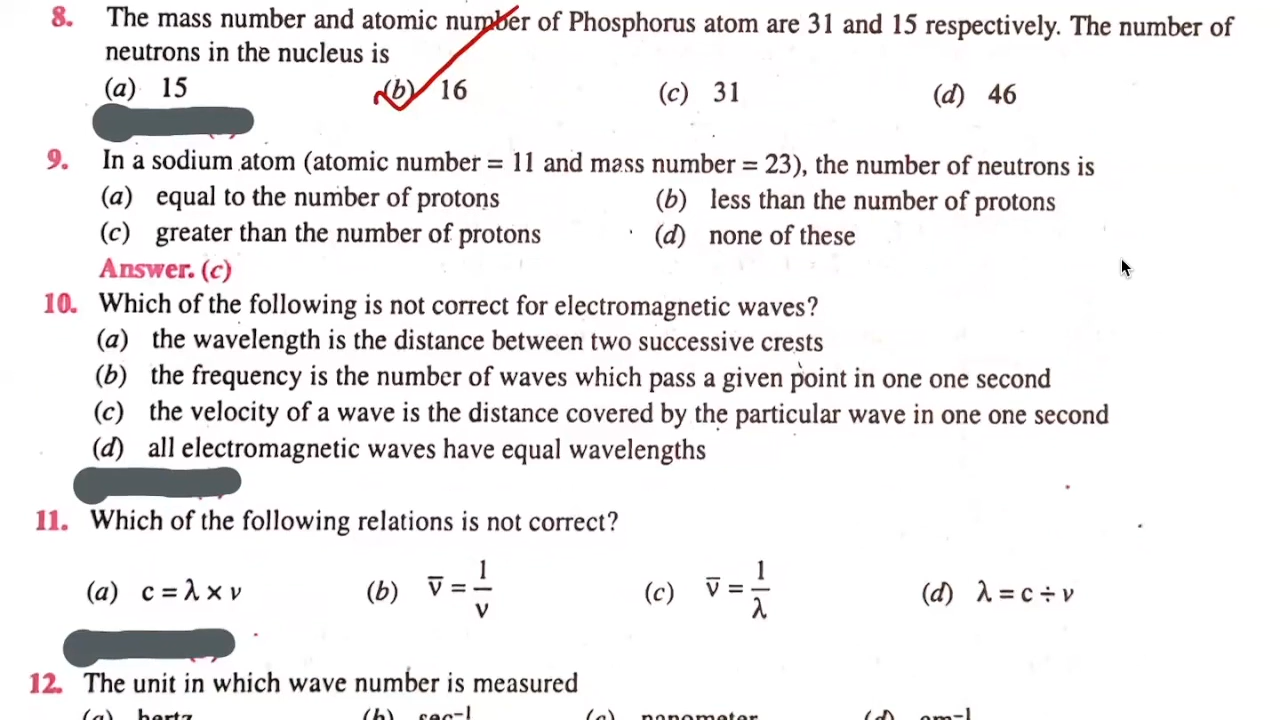 8. The mass number and atomic number of Phosphorus atom are 31 and 15 respectively. The number of
neutrons in the nucleus is
(a) 15 (b) 16 (c) 31 (d) 46
9. In a sodium atom (atomic number = 11 and mass number = 23), the number of neutrons is
(a) equal to the number of protons (b) less than the number of protons
(c) greater than the number of protons (d) none of these
Answer. (c)
10. Which of the following is not correct for electromagnetic waves?
(a) the wavelength is the distance between two successive crests
(b) the frequency is the number of waves which pass a given point in one one second
(c) the velocity of a wave is the distance covered by the particular wave in one one second
(d) all electromagnetic waves have equal wavelengths
11. Which of the following relations is not correct?
(a) c = λ × ν (b) ν̅ = 1/ν (c) ν̅ = 1/λ (d) λ = c ÷ ν
12. The unit in which wave number is measured
(a) hertz (b) sec⁻¹ (c) nanometer (d) cm⁻¹